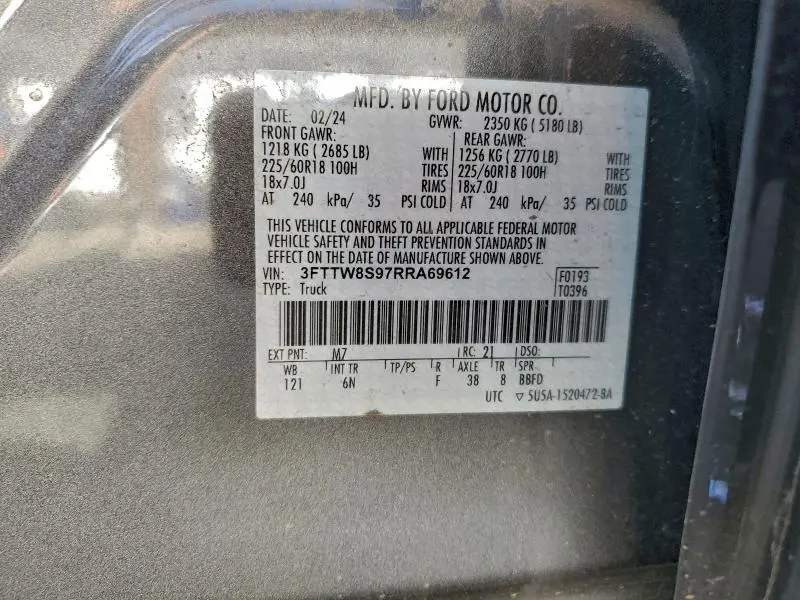 MFD. BY FORD MOTOR CO.
DATE: 02/24 GVWR: 2350 KG ( 5180 LB)
FRONT GAWR: REAR GAWR:
1218 KG ( 2685 LB) WITH 1256 KG ( 2770 LB) WITH
225/60R18 100H TIRES 225/60R18 100H TIRES
18x7.0J RIMS 18x7.0J RIMS
AT 240 kPa/ 35 PSI COLD AT 240 kPa/ 35 PSI COLD
THIS VEHICLE CONFORMS TO ALL APPLICABLE FEDERAL MOTOR
VEHICLE SAFETY AND THEFT PREVENTION STANDARDS IN
EFFECT ON THE DATE OF MANUFACTURE SHOWN ABOVE.
VIN: 3FTTW8S97RRA69612 F0193
TYPE: Truck T0396
EXT PNT: M7 RC: 21 DSO:
WB INT TR TP/PS R AXLE TR SPR
121 6N F 38 8 BBFD
UTC ▽ 5U5A-1520472-BA